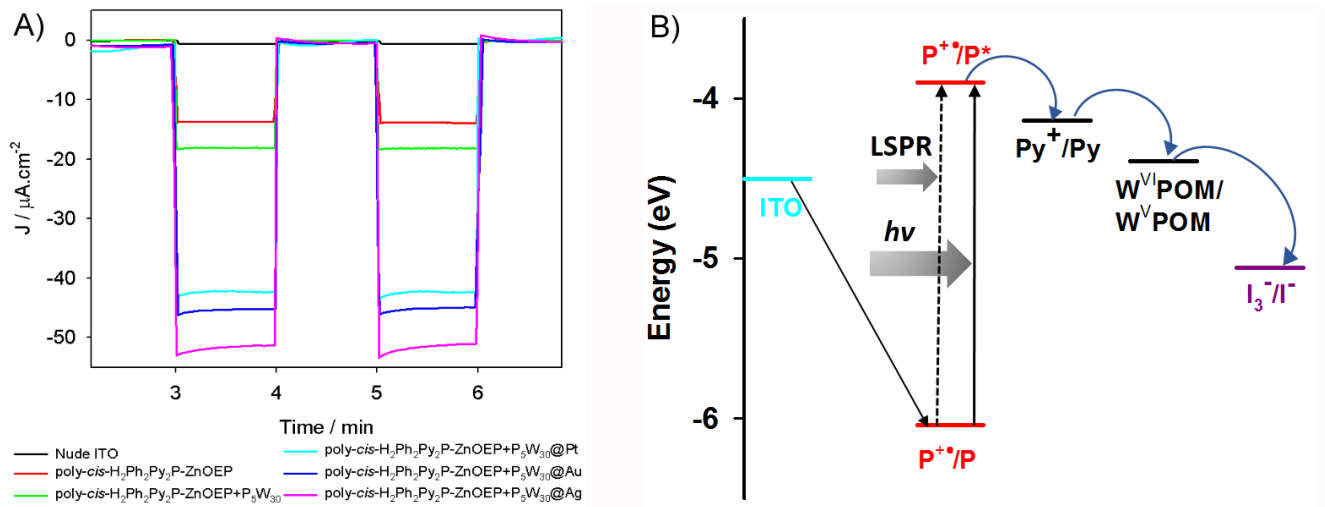 A)
0
-10
-20
-30
-40
-50
J / μA.cm-2
3 4 5 6
Time / min
Nude ITO
poly-cis-H2Ph2Py2P-ZnOEP
poly-cis-H2Ph2Py2P-ZnOEP+P5W30
poly-cis-H2Ph2Py2P-ZnOEP+P5W30@Pt
poly-cis-H2Ph2Py2P-ZnOEP+P5W30@Au
poly-cis-H2Ph2Py2P-ZnOEP+P5W30@Ag
B)
-4
-5
-6
Energy (eV)
P+•/P*
Py+/Py
LSPR
ITO
WVIPOM/
WVPOM
hν
I3-/I-
P+•/P